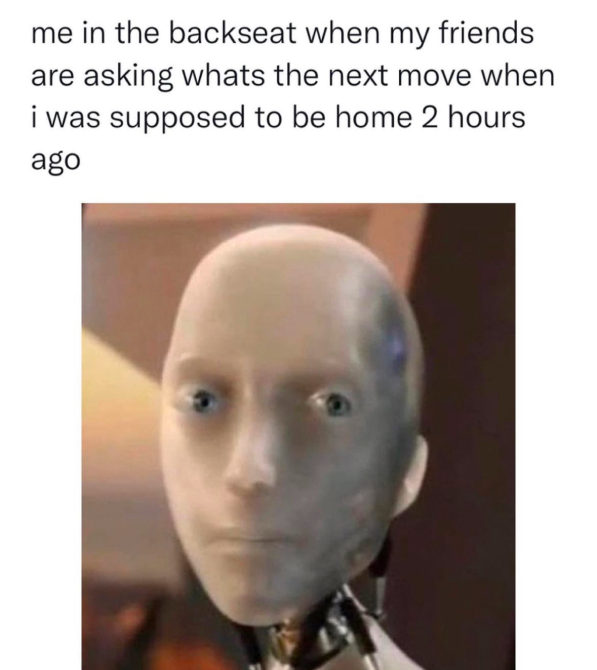 me in the backseat when my friends
are asking whats the next move when
i was supposed to be home 2 hours
ago